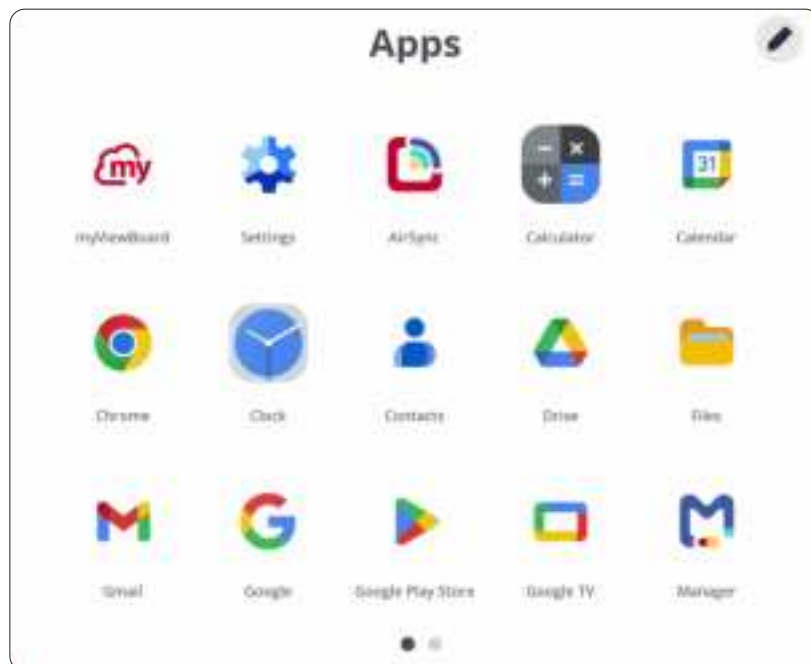 Apps
my
31
myViewBoard Settings AirSync Calculator Calendar
Chrome Clock Contacts Drive Files
Gmail Google Google Play Store Google TV Manager